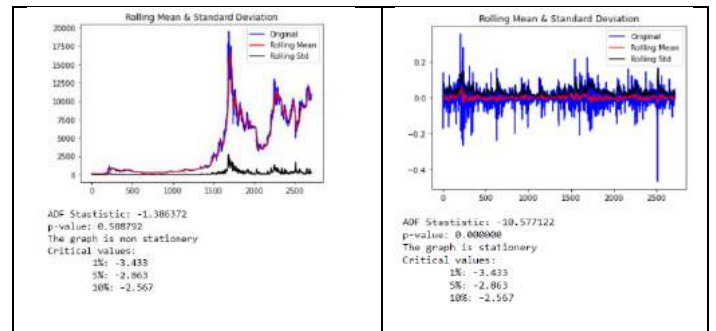 Rolling Mean & Standard Deviation
20000
17500
15000
12500
10000
7500
5000
2500
0
0
500
1000
1500
2000
2500
Original
Rolling Mean
Rolling Std
ADF Stastistic: -1.386372
p-value: 0.588792
The graph is non stationery
Critical values:
1%: -3.433
5%: -2.863
10%: -2.567
Rolling Mean & Standard Deviation
0.2
0.0
−0.2
−0.4
0
500
1000
1500
2000
2500
Original
Rolling Mean
Rolling Std
ADF Stastistic: -10.577122
p-value: 0.000000
The graph is stationery
Critical values:
1%: -3.433
5%: -2.863
10%: -2.567